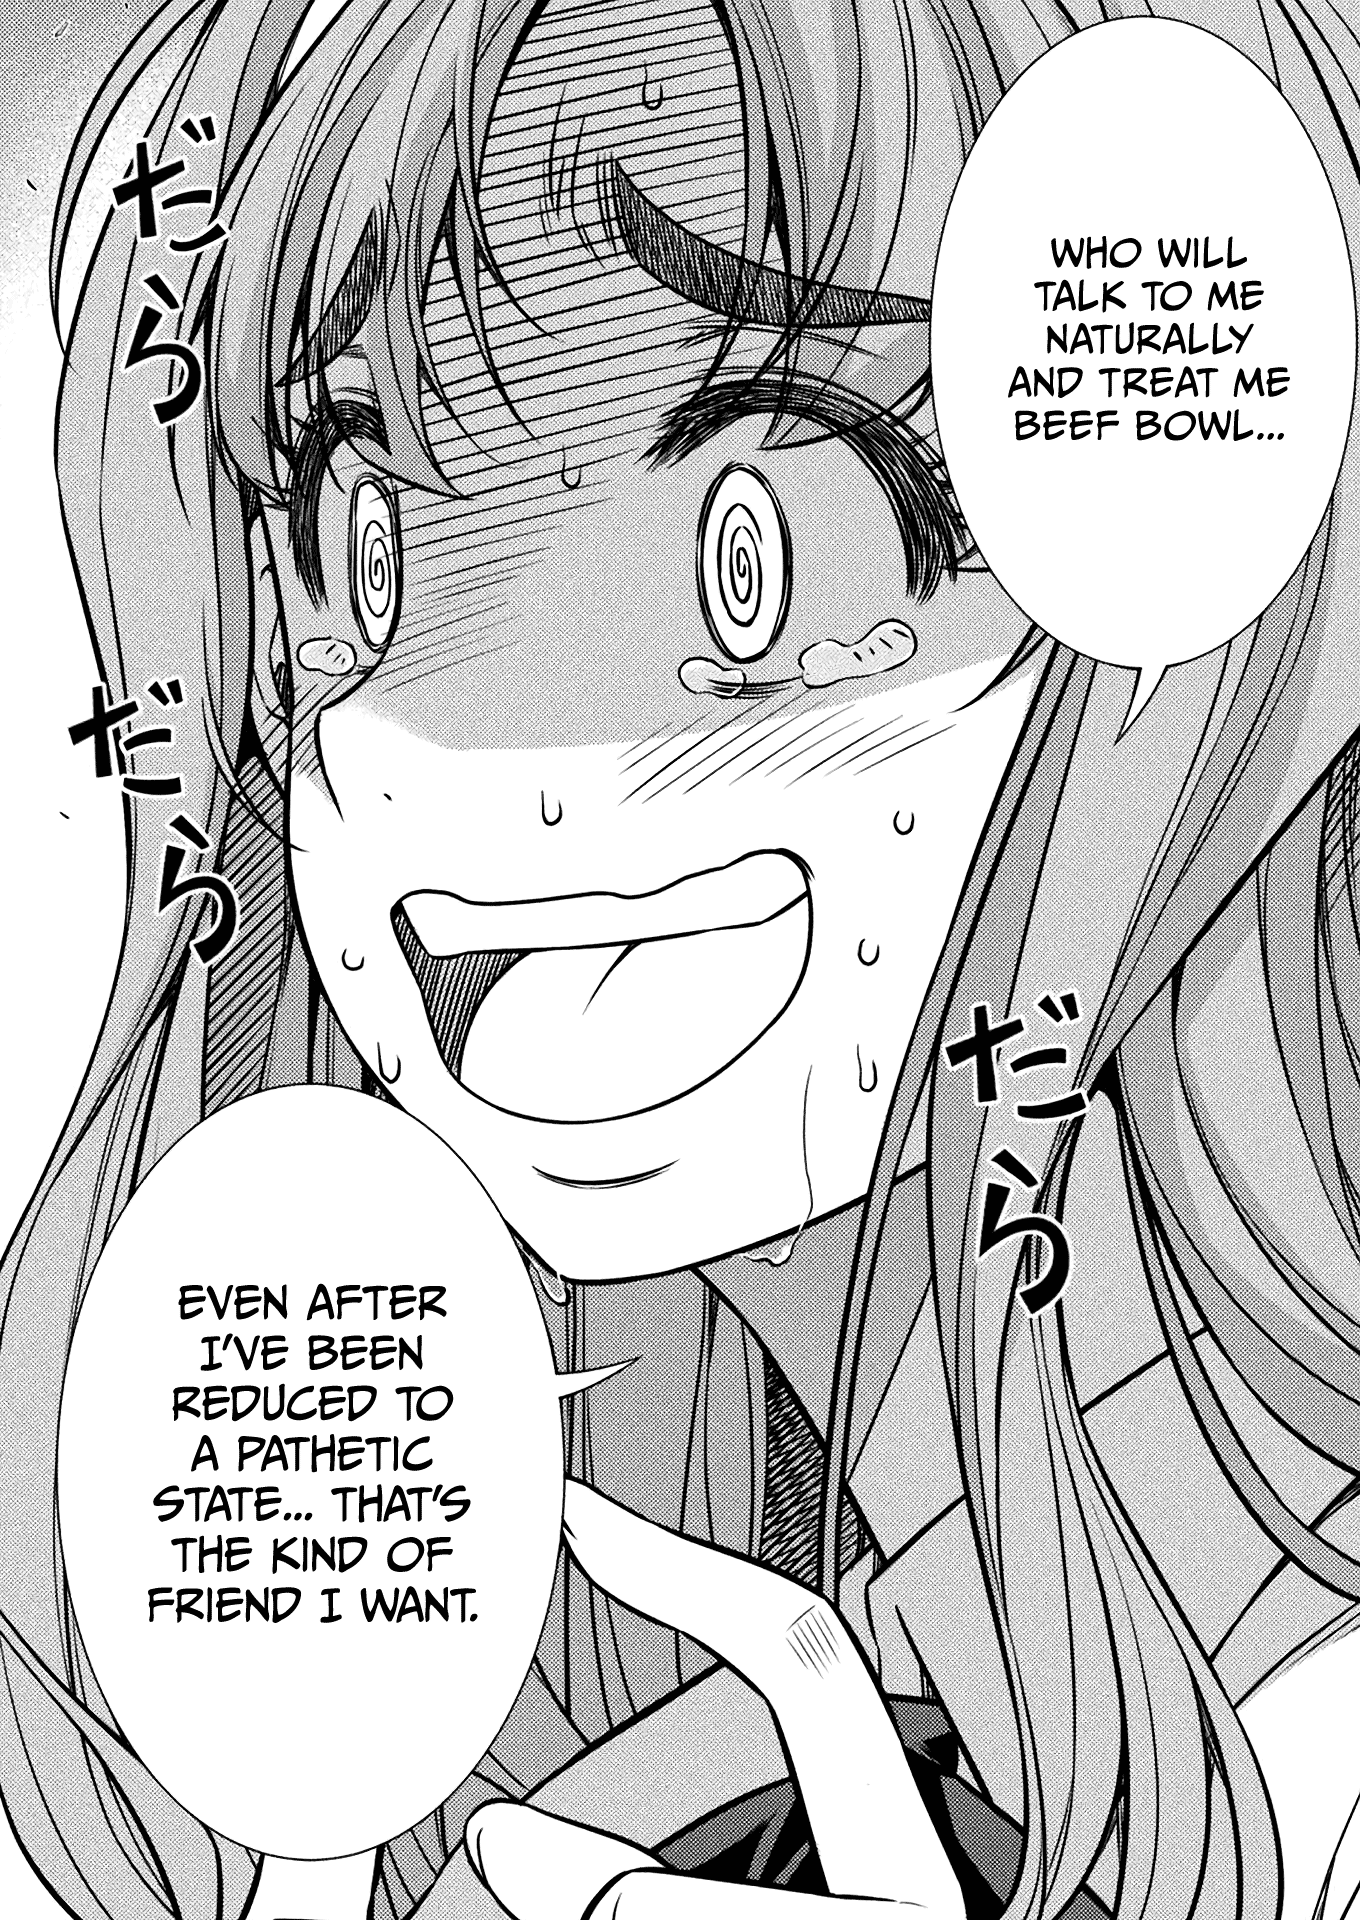 WHO WILL
TALK TO ME
NATURALLY
AND TREAT ME
BEEF BOWL...
だら
だら
だら
EVEN AFTER
I'VE BEEN
REDUCED TO
A PATHETIC
STATE... THAT'S
THE KIND OF
FRIEND I WANT.